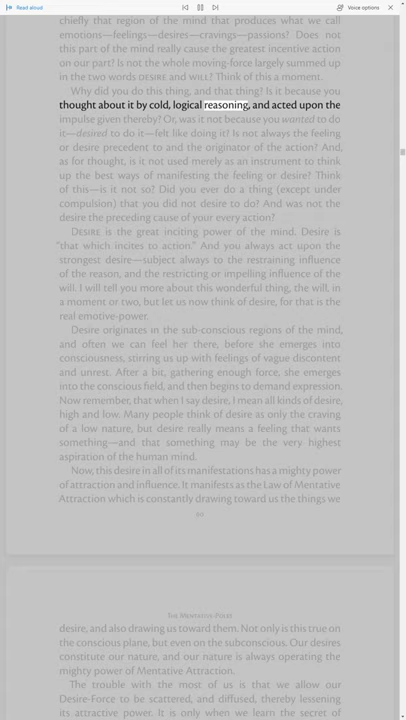 Read aloud
Voice options
chiefly that region of the mind that produces what we call
emotions—feelings—desires—cravings—passions? Does not
this part of the mind really cause the greatest incentive action
on our part? Is not the whole moving-force largely summed up
in the two words DESIRE and WILL? Think of this a moment.
Why did you do this thing, and that thing? Is it because you
thought about it by cold, logical reasoning, and acted upon the
impulse given thereby? Or, was it not because you wanted to do
it—desired to do it—felt like doing it? Is not always the feeling
or desire precedent to and the originator of the action? And,
as for thought, is it not used merely as an instrument to think
up the best ways of manifesting the feeling or desire? Think
of this—is it not so? Did you ever do a thing (except under
compulsion) that you did not desire to do? And was not the
desire the preceding cause of your every action?
DESIRE is the great inciting power of the mind. Desire is
“that which incites to action.” And you always act upon the
strongest desire—subject always to the restraining influence
of the reason, and the restricting or impelling influence of the
will. I will tell you more about this wonderful thing, the will, in
a moment or two, but let us now think of desire, for that is the
real emotive-power.
Desire originates in the sub-conscious regions of the mind,
and often we can feel her there, before she emerges into
consciousness, stirring us up with feelings of vague discontent
and unrest. After a bit, gathering enough force, she emerges
into the conscious field, and then begins to demand expression.
Now remember, that when I say desire, I mean all kinds of desire,
high and low. Many people think of desire as only the craving
of a low nature, but desire really means a feeling that wants
something—and that something may be the very highest
aspiration of the human mind.
Now, this desire in all of its manifestations has a mighty power
of attraction and influence. It manifests as the Law of Mentative
Attraction which is constantly drawing toward us the things we
THE MENTATIVE POLES
desire, and also drawing us toward them. Not only is this true on
the conscious plane, but even on the subconscious. Our desires
constitute our nature, and our nature is always operating the
mighty power of Mentative Attraction.
The trouble with the most of us is that we allow our
Desire-Force to be scattered, and diffused, thereby lessening
its attractive power. It is only when we learn the secret of